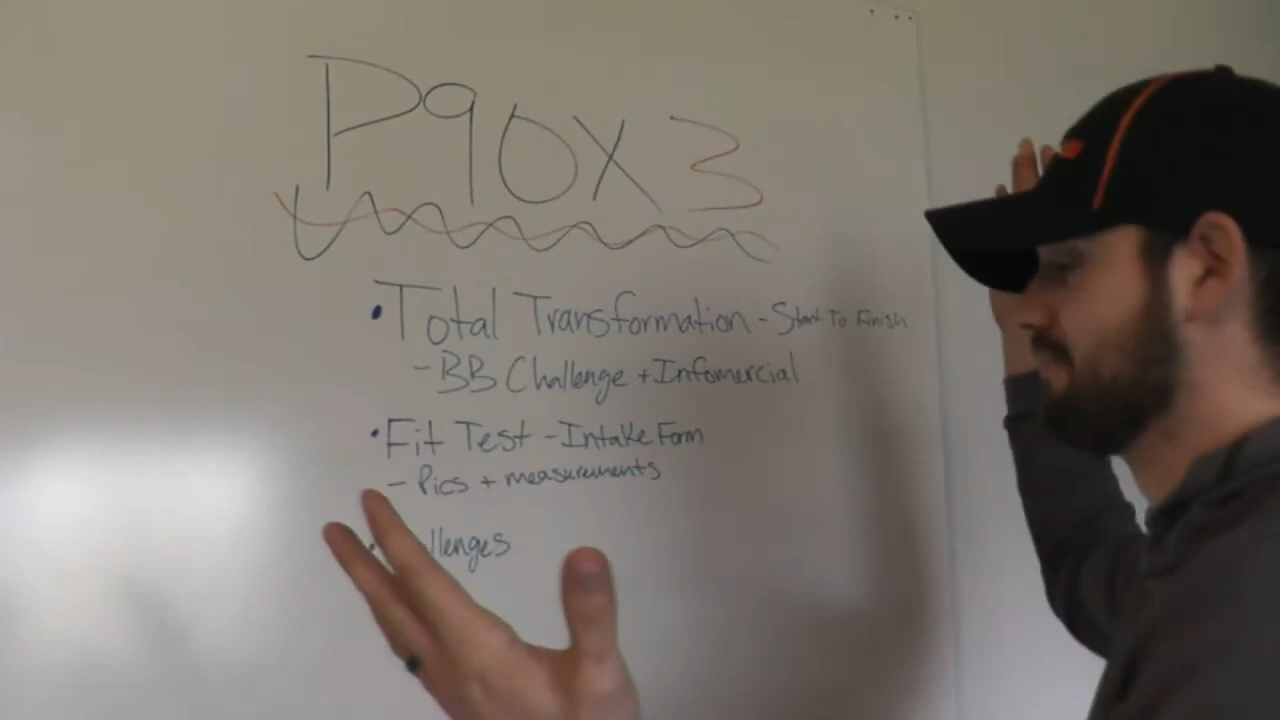 P90X3
• Total Transformation - Start To Finish
- BB Challenge + Infomercial
• Fit Test - Intake Form
- Pics + measurements
• llenges